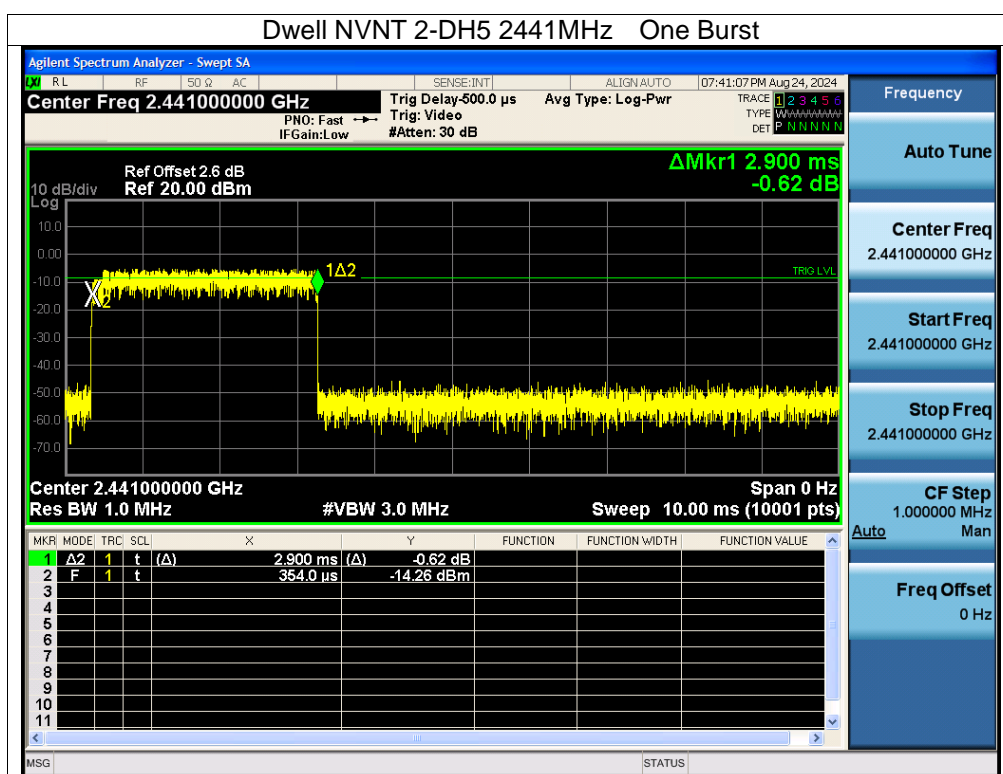 Dwell NVNT 2-DH5 2441MHz One Burst
Agilent Spectrum Analyzer - Swept SA
LXI RL RF 50 Ω AC SENSE:INT ALIGN AUTO 07:41:07 PM Aug 24, 2024
Center Freq 2.441000000 GHz
Trig Delay-500.0 µs Avg Type: Log-Pwr TRACE 1 2 3 4 5 6
PNO: Fast Trig: Video TYPE WWWWWW
IFGain:Low #Atten: 30 dB DET P N N N N N
ΔMkr1 2.900 ms
-0.62 dB
Ref Offset 2.6 dB
10 dB/div Ref 20.00 dBm
Log
10.0
0.00
-10.0
-20.0
-30.0
-40.0
-50.0
-60.0
-70.0
1Δ2
TRIG LVL
X2
Center 2.441000000 GHz Span 0 Hz
Res BW 1.0 MHz #VBW 3.0 MHz Sweep 10.00 ms (10001 pts)
MKR MODE TRC SCL X Y FUNCTION FUNCTION WIDTH FUNCTION VALUE
1 Δ2 1 t (Δ) 2.900 ms (Δ) -0.62 dB
2 F 1 t 354.0 µs -14.26 dBm
3
4
5
6
7
8
9
10
11
MSG STATUS
Frequency
Auto Tune
Center Freq
2.441000000 GHz
Start Freq
2.441000000 GHz
Stop Freq
2.441000000 GHz
CF Step
1.000000 MHz
Auto Man
Freq Offset
0 Hz